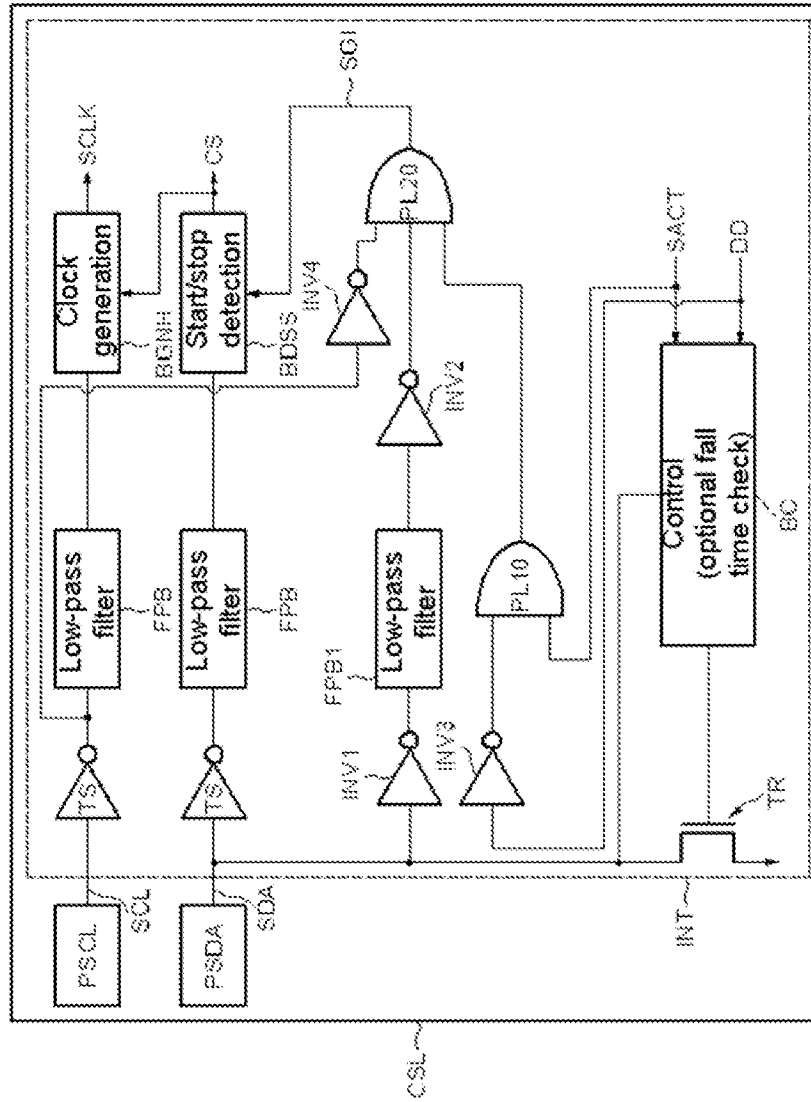 CSL
PSCL
SCL
TS
Low-pass
filter
FPB
Clock
generation
BGNH
SCLK
PSDA
SDA
TS
Low-pass
filter
FPB
Start/stop
detection
BDSS
CS
SGI
INV4
PL20
INV1
FPB1
Low-pass
filter
INV2
INV3
PL10
INT
TR
Control
(optional fall
time check)
BC
SACT
DD